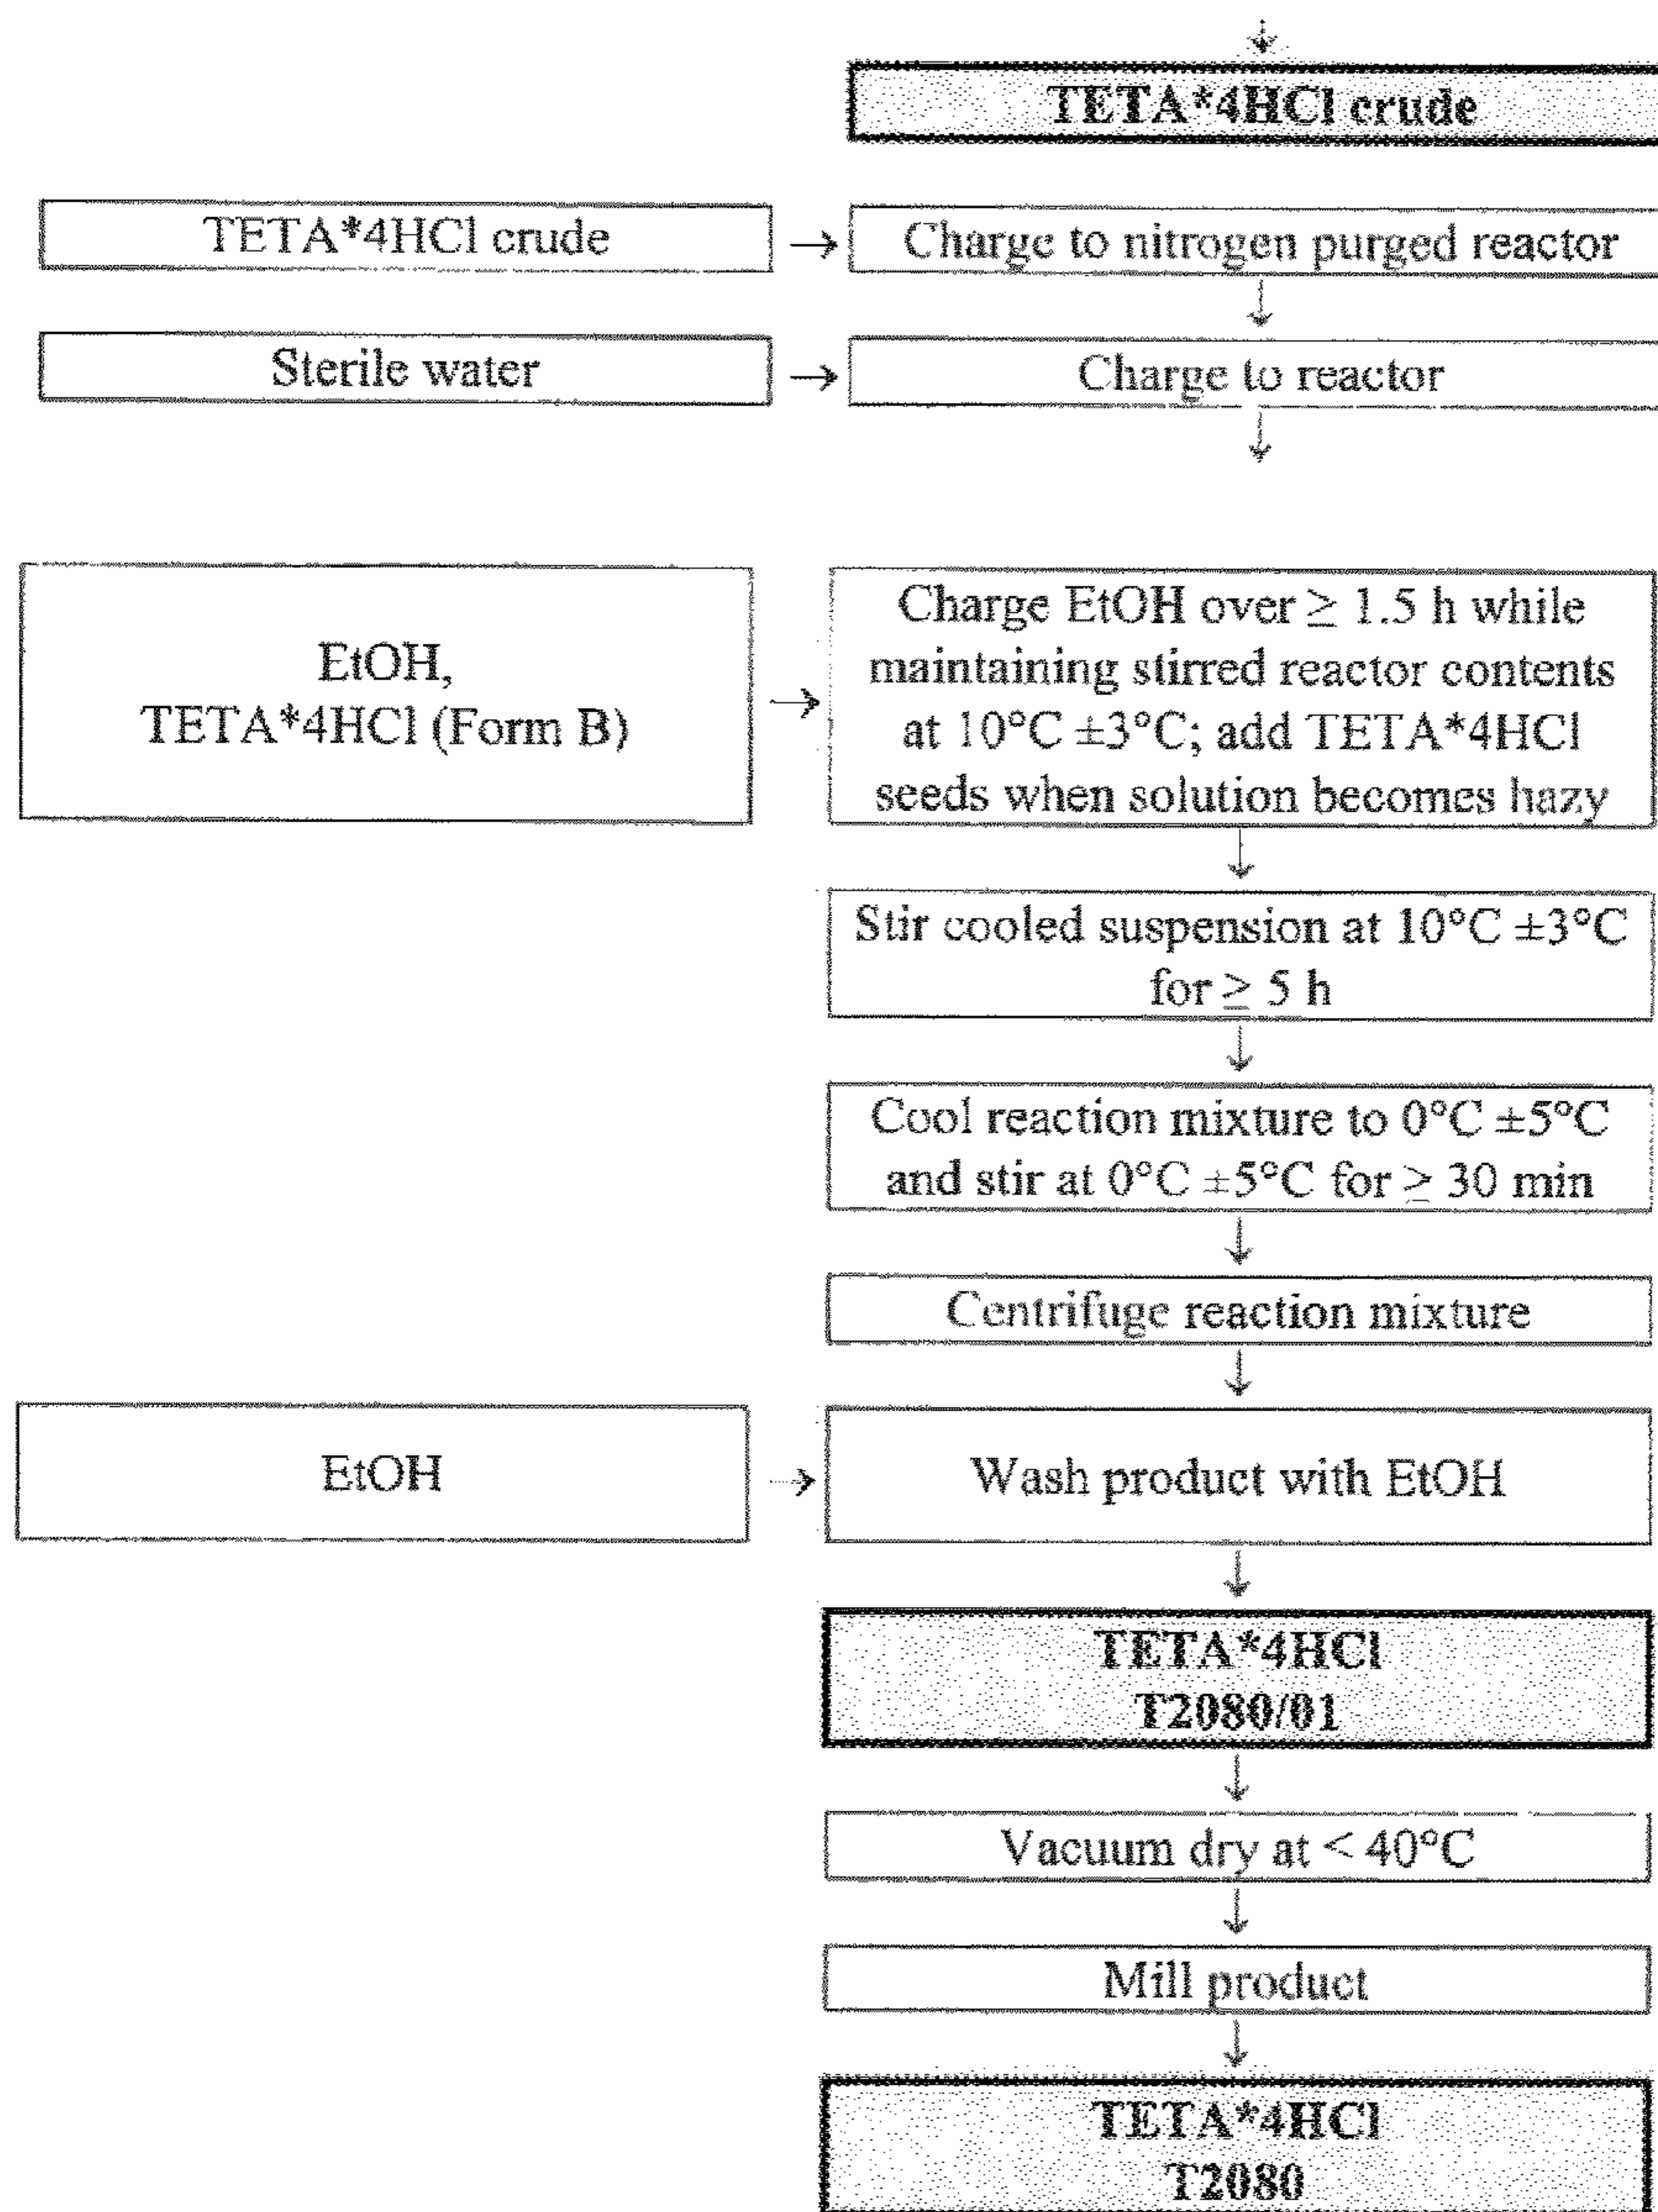 TETA*4HCl crude
TETA*4HCl crude
Charge to nitrogen purged reactor
Sterile water
Charge to reactor
EtOH,
TETA*4HCl (Form B)
Charge EtOH over ≥ 1.5 h while
maintaining stirred reactor contents
at 10°C ±3°C; add TETA*4HCl
seeds when solution becomes hazy
Stir cooled suspension at 10°C ±3°C
for ≥ 5 h
Cool reaction mixture to 0°C ±5°C
and stir at 0°C ±5°C for ≥ 30 min
Centrifuge reaction mixture
EtOH
Wash product with EtOH
TETA*4HCl
T2080/01
Vacuum dry at < 40°C
Mill product
TETA*4HCl
T2080